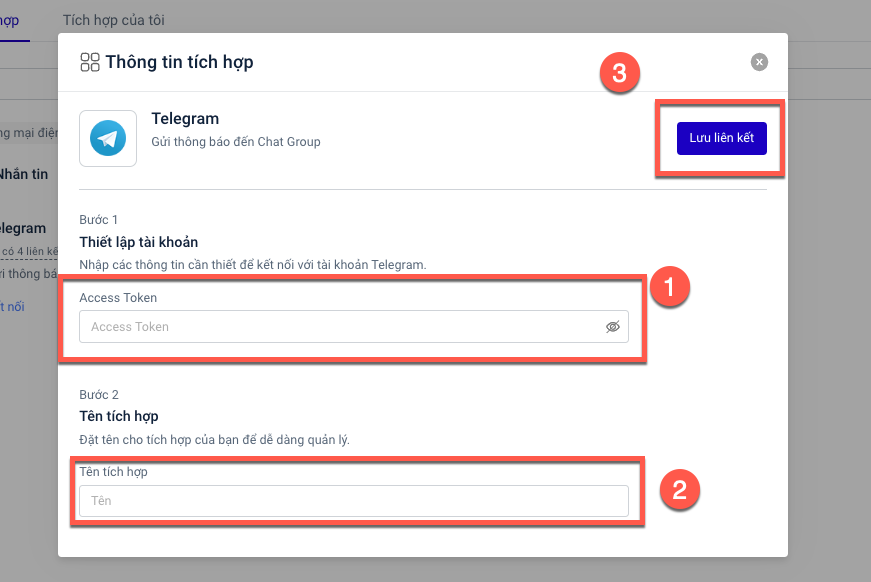 hợp
Tích hợp của tôi
Thông tin tích hợp
3
Telegram
Gửi thông báo đến Chat Group
Lưu liên kết
ng mại điện
Nhắn tin
Bước 1
elegram
Thiết lập tài khoản
có 4 liên kế
Nhập các thông tin cần thiết để kết nối với tài khoản Telegram.
ri thông bá
1
Access Token
ít nối
Access Token
Bước 2
Tên tích hợp
Đặt tên cho tích hợp của bạn để dễ dàng quản lý.
Tên tích hợp
2
Tên